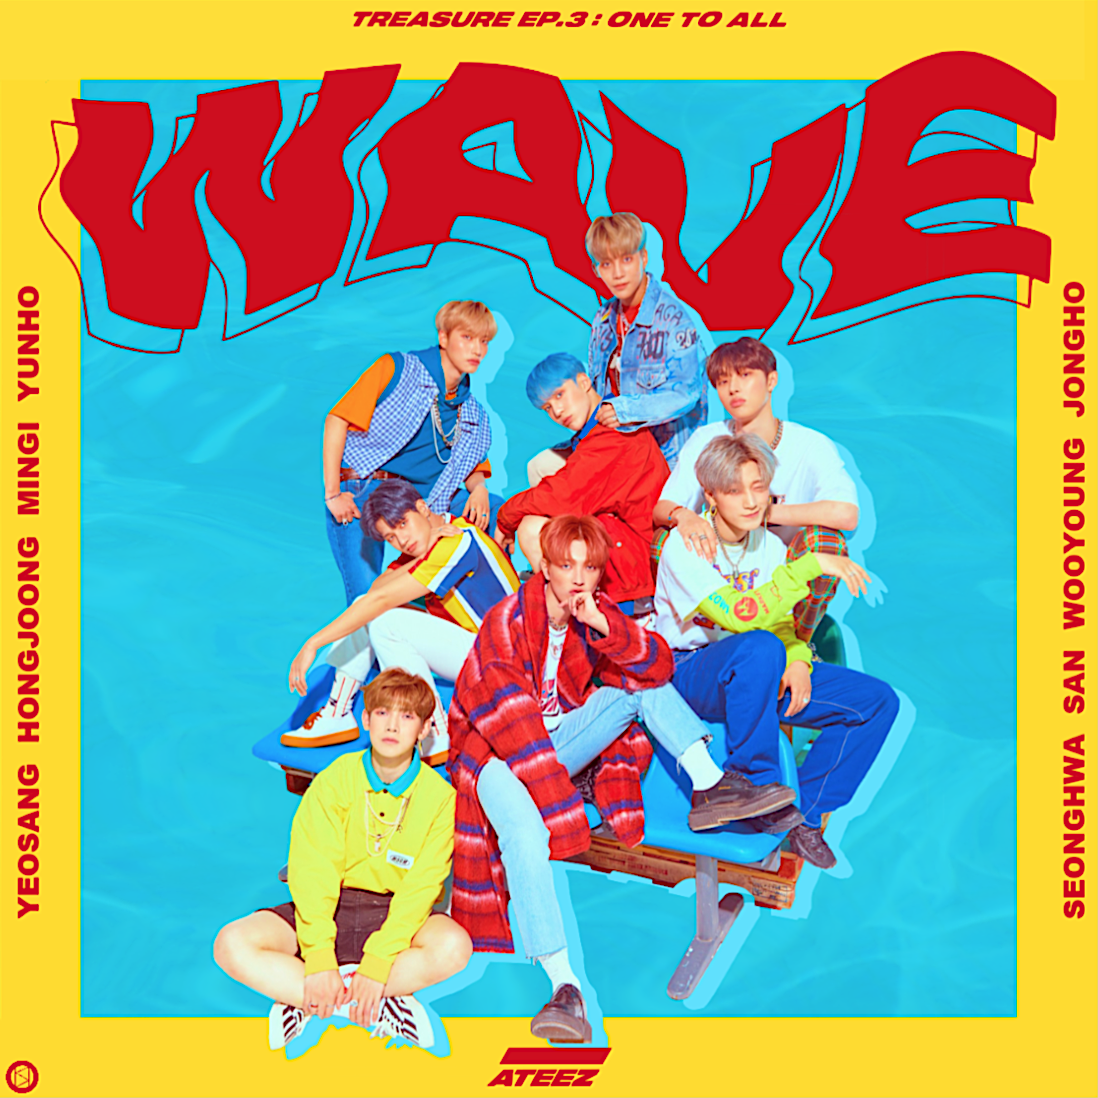 TREASURE EP.3 : ONE TO ALL
WAVE
YEOSANG HONGJOONG MINGI YUNHO
SEONGHWA SAN WOOYOUNG JONGHO
ATEEZ